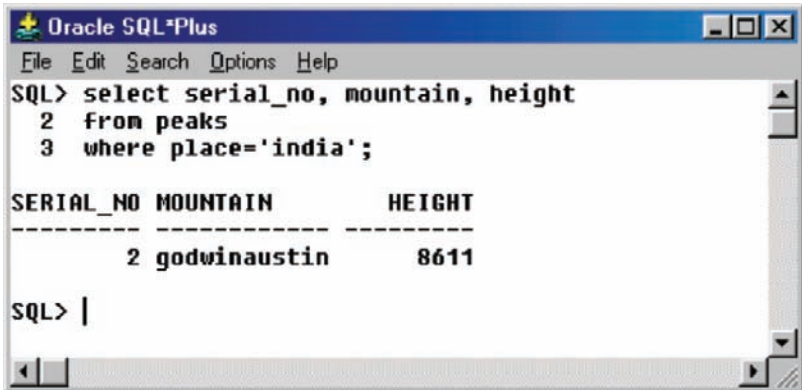 Oracle SQL*Plus
File Edit Search Options Help
SQL> select serial_no, mountain, height
2 from peaks
3 where place='india';
SERIAL_NO MOUNTAIN HEIGHT
--------- ------------- ---------
2 godwinaustin 8611
SQL>